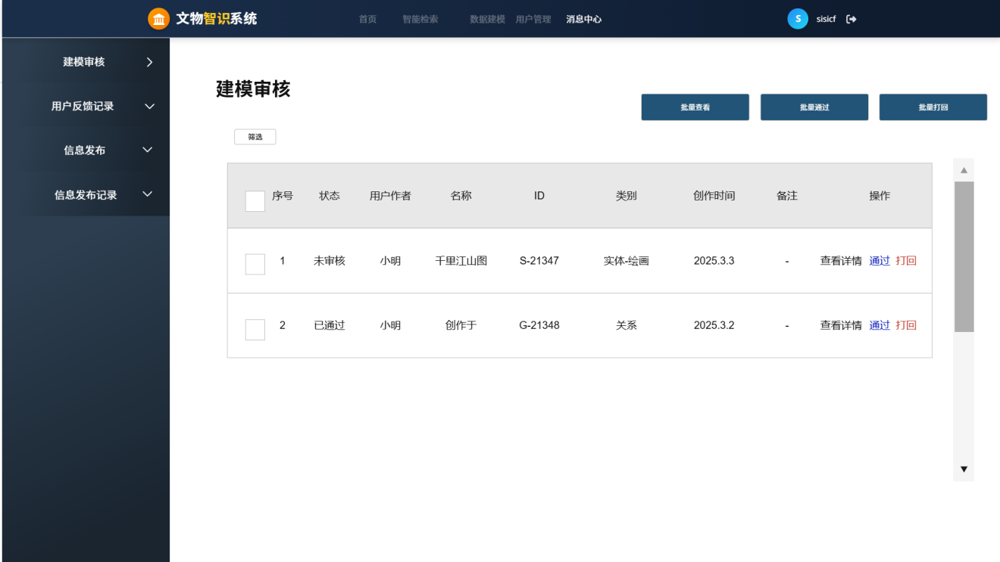 文物智识系统 首页 智能检索 数据建模 用户管理 消息中心 S sisicf
建模审核
用户反馈记录
信息发布
信息发布记录
建模审核
批量查看 批量通过 批量打回
筛选
序号 状态 用户作者 名称 ID 类别 创作时间 备注 操作
1 未审核 小明 千里江山图 S-21347 实体-绘画 2025.3.3 - 查看详情 通过 打回
2 已通过 小明 创作于 G-21348 关系 2025.3.2 - 查看详情 通过 打回